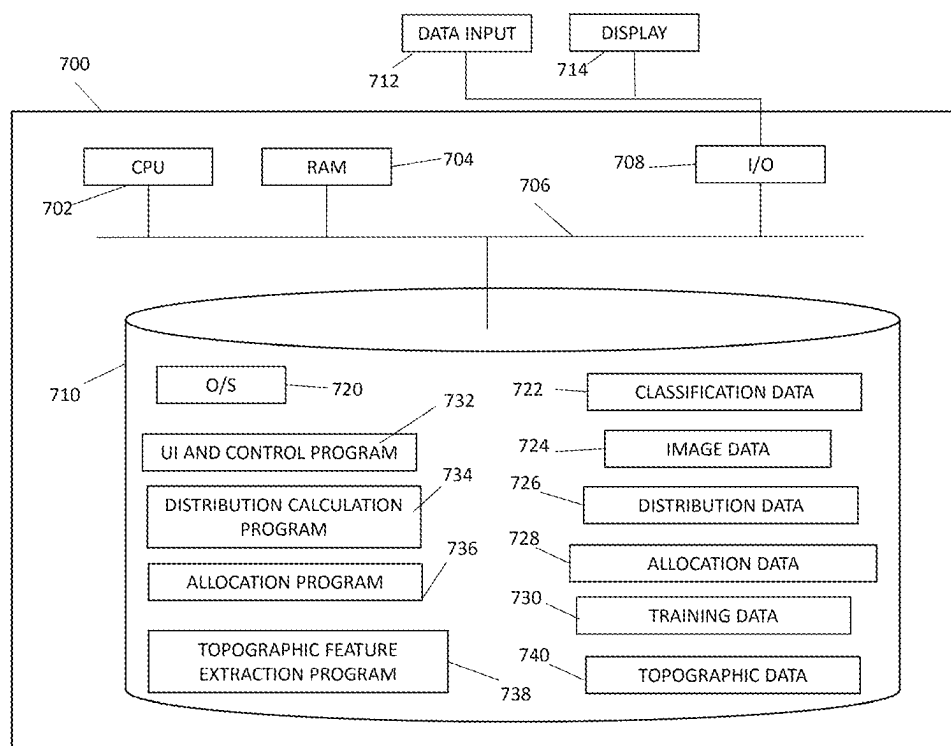 DATA INPUT
DISPLAY
712
714
700
CPU
RAM
704
708
I/O
702
706
710
O/S
720
722
CLASSIFICATION DATA
732
UI AND CONTROL PROGRAM
724
IMAGE DATA
734
DISTRIBUTION CALCULATION
PROGRAM
726
DISTRIBUTION DATA
736
ALLOCATION PROGRAM
728
ALLOCATION DATA
730
TRAINING DATA
TOPOGRAPHIC FEATURE
EXTRACTION PROGRAM
738
740
TOPOGRAPHIC DATA